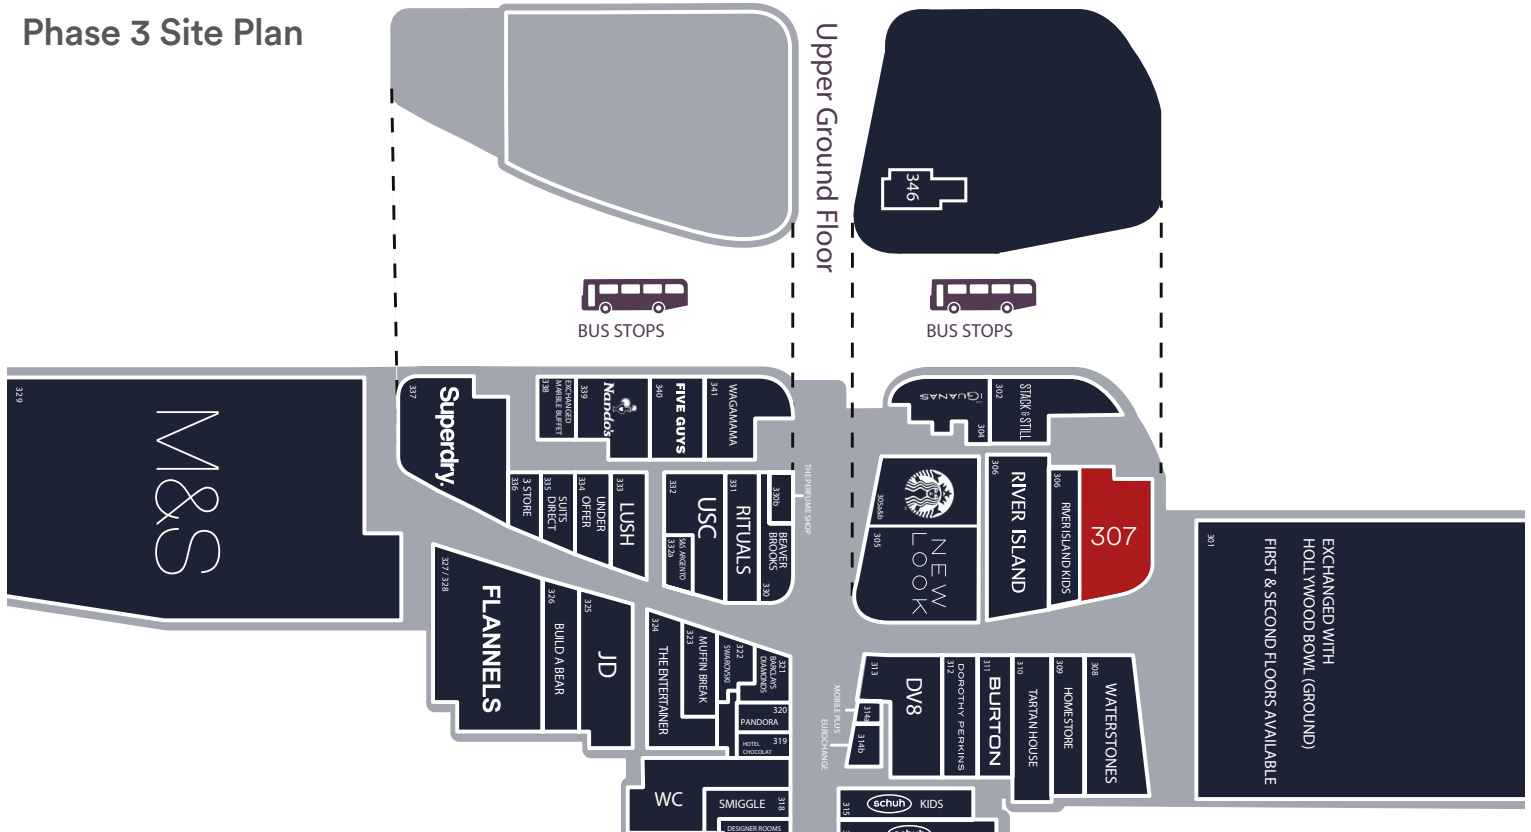 Phase 3 Site Plan
Upper Ground Floor
346
BUS STOPS
BUS STOPS
329
M&S
337
Superdry.
338
EXCHANGED
MARBLE BUFFET
339
Nando's
340
FIVE GUYS
341
WAGAMAMA
iGUANAS
302
STACK & STILL
304
336
3 STORE
335
SUITS
DIRECT
334
UNDER
OFFER
333
LUSH
332
USC
332a
S&S ARGENTO
331
RITUALS
330b
BEAVER
BROOKS
330
THE PERFUME SHOP
305a&b
305
NEW
LOOK
306
RIVER ISLAND
306
RIVER ISLAND KIDS
307
301
EXCHANGED WITH
HOLLYWOOD BOWL (GROUND)
FIRST & SECOND FLOORS AVAILABLE
327 / 328
FLANNELS
326
BUILD A BEAR
325
JD
324
THE ENTERTAINER
323
MUFFIN BREAK
322
SWAROVSKI
321
BARCLAYS
DIAMONDS
320
PANDORA
319
HOTEL
CHOCOLAT
WC
SMIGGLE
318
DESIGNER ROOMS
MOBILE PLUS
EUROCHANGE
313
DV8
314a
314b
312
DOROTHY PERKINS
311
BURTON
310
TARTAN HOUSE
309
HOME STORE
308
WATERSTONES
315
schuh KIDS
schuh